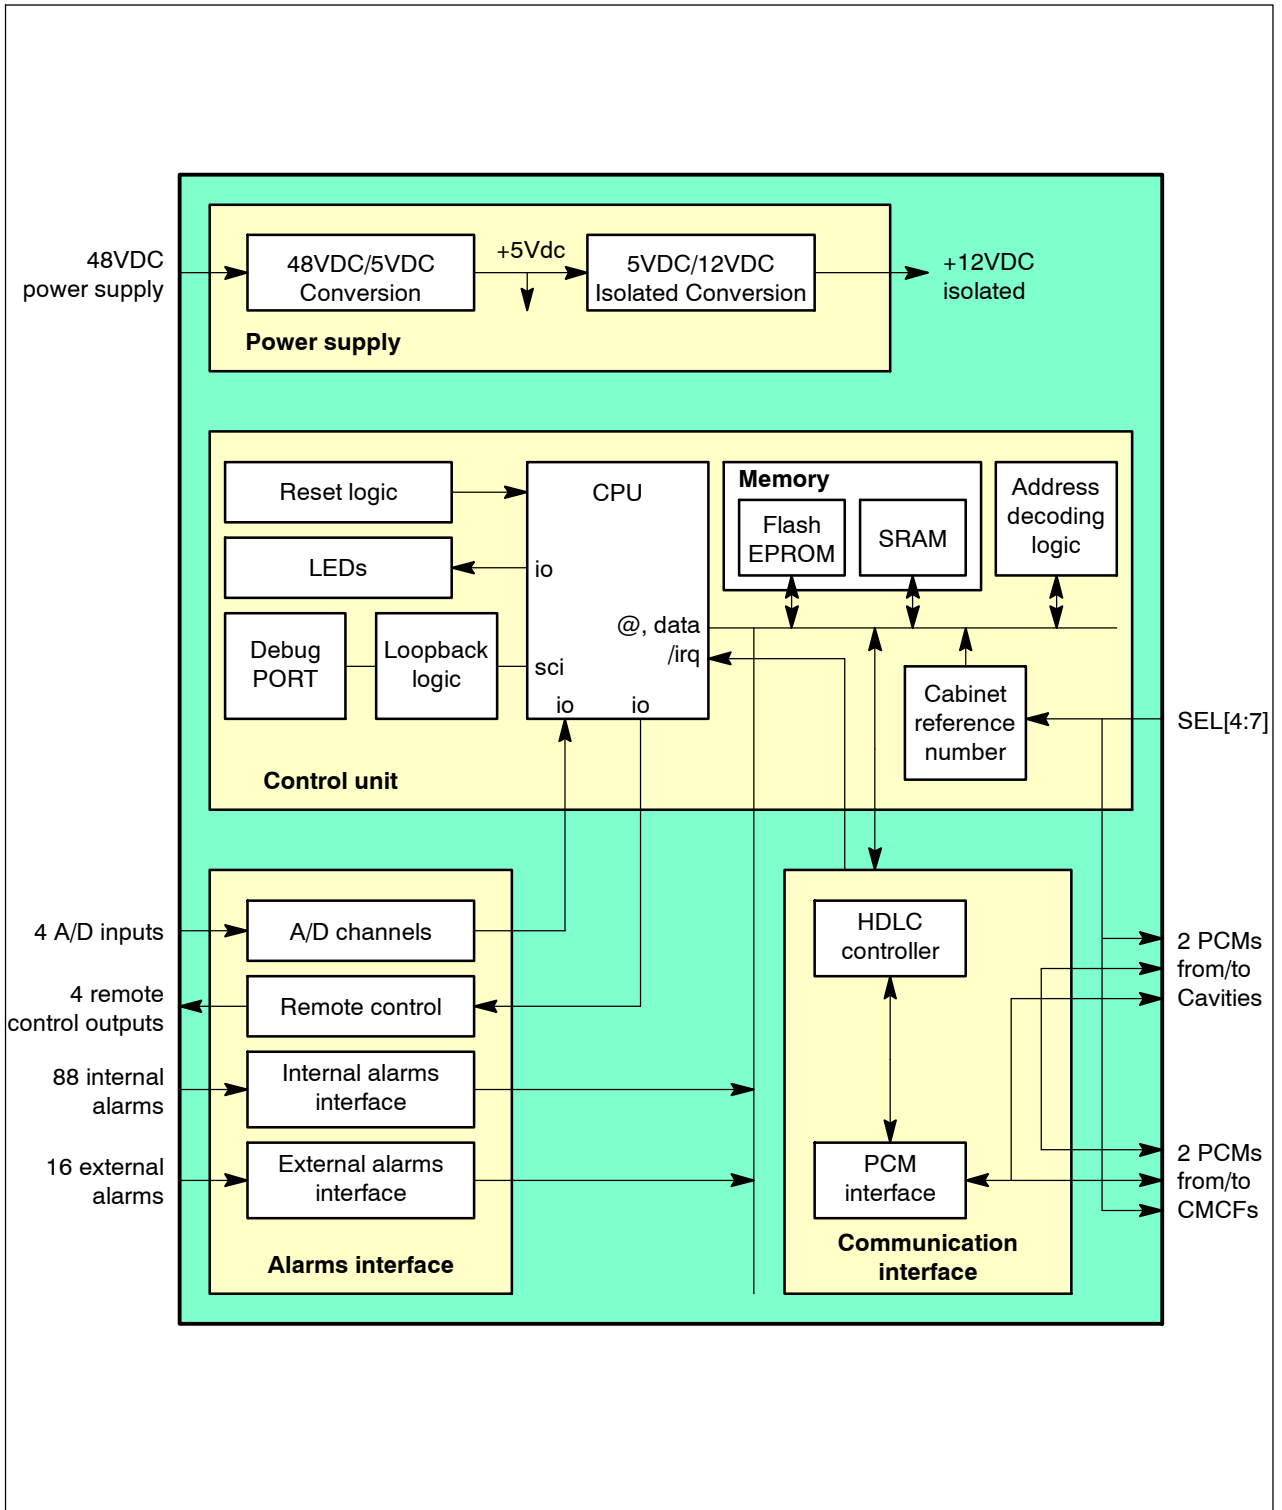 48VDC
power supply
48VDC/5VDC
Conversion
+5Vdc
5VDC/12VDC
Isolated Conversion
+12VDC
isolated
Power supply
Reset logic
LEDs
Debug
PORT
Loopback
logic
CPU
io
sci
io
io
@, data
/irq
Memory
Flash
EPROM
SRAM
Address
decoding
logic
Cabinet
reference
number
SEL[4:7]
Control unit
4 A/D inputs
A/D channels
4 remote
control outputs
Remote control
88 internal
alarms
Internal alarms
interface
16 external
alarms
External alarms
interface
Alarms interface
HDLC
controller
PCM
interface
Communication
interface
2 PCMs
from/to
Cavities
2 PCMs
from/to
CMCFs